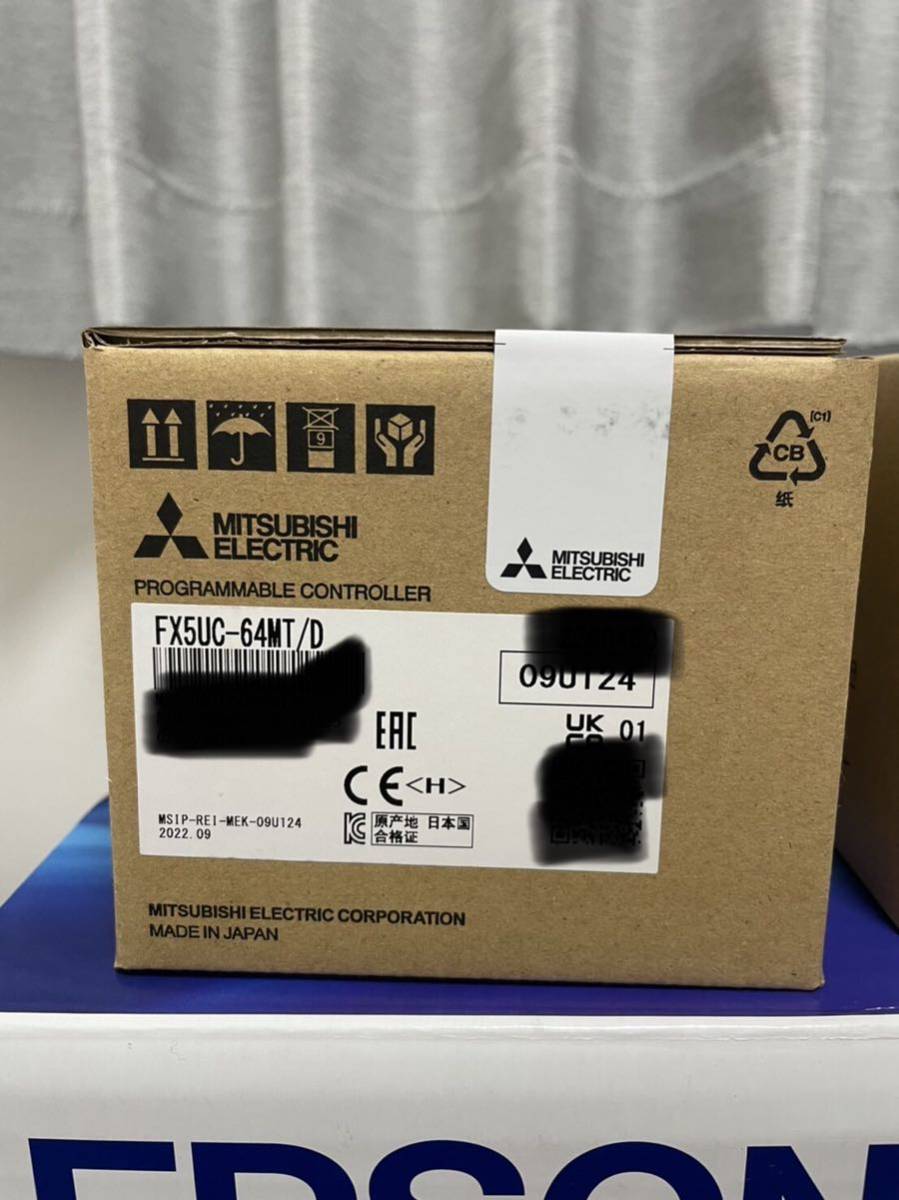 9
[C1]
CB
纸
MITSUBISHI
ELECTRIC
MITSUBISHI
ELECTRIC
PROGRAMMABLE CONTROLLER
FX5UC-64MT/D
09U124
EAC
UK
01
CE <H>
MSIP-REI-MEK-09U124
2022.09
KC
原产地 日本国
合格证
MITSUBISHI ELECTRIC CORPORATION
MADE IN JAPAN
EPSON